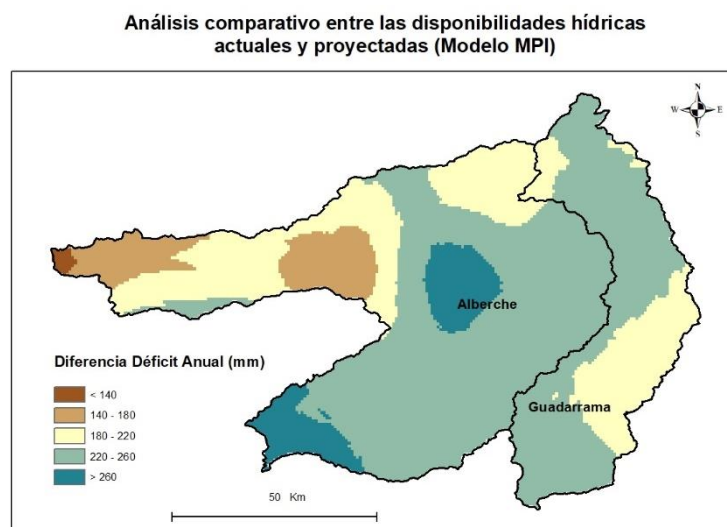 Análisis comparativo entre las disponibilidades hídricas
actuales y proyectadas (Modelo MPI)
N
W E
S
Alberche
Guadarrama
Diferencia Déficit Anual (mm)
< 140
140 - 180
180 - 220
220 - 260
> 260
50 Km